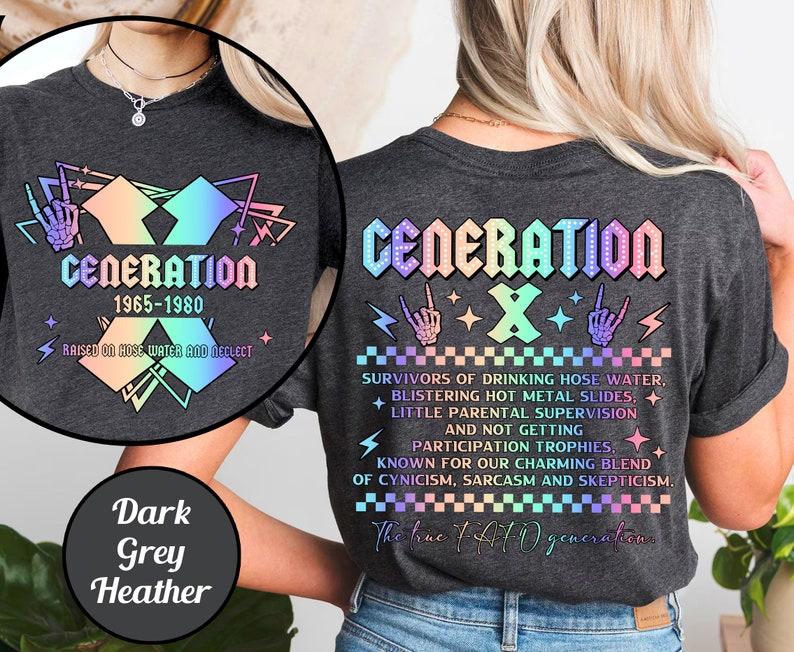 GENERATION
1965-1980
RAISED ON HOSE WATER AND NEGLECT
GENERATION
X
SURVIVORS OF DRINKING HOSE WATER,
BLISTERING HOT METAL SLIDES,
LITTLE PARENTAL SUPERVISION
AND NOT GETTING
PARTICIPATION TROPHIES,
KNOWN FOR OUR CHARMING BLEND
OF CYNICISM, SARCASM AND SKEPTICISM.
The true FAFO generation.
Dark
Grey
Heather